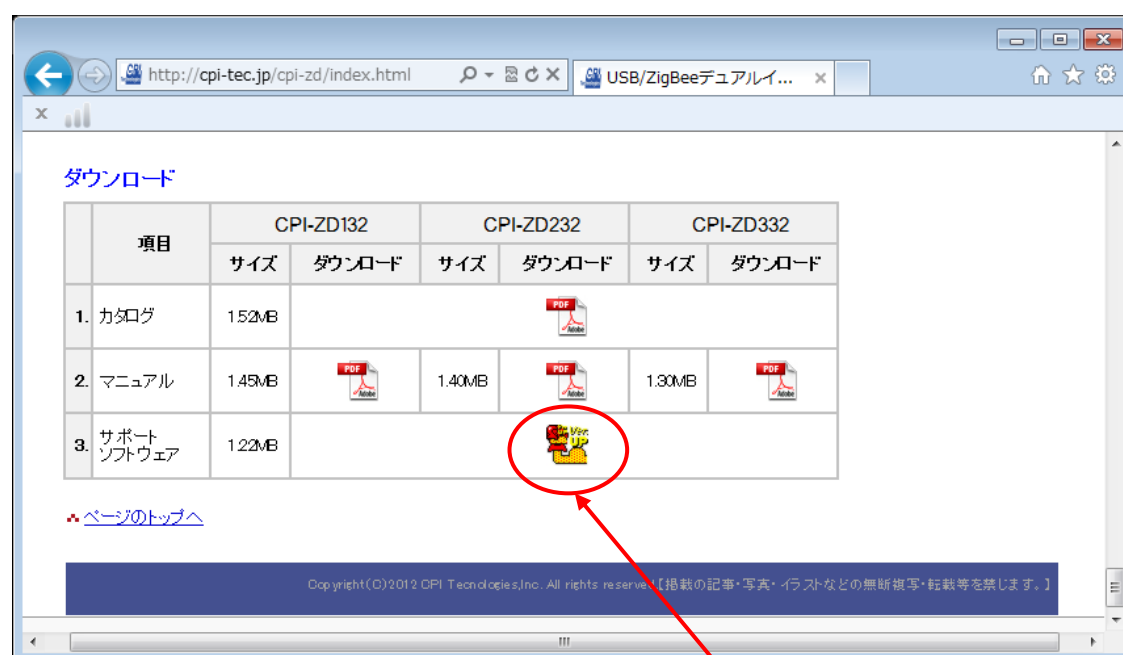 http://cpi-tec.jp/cpi-zd/index.html
USB/ZigBeeデュアルイ...
ダウンロード
項目 CPI-ZD132 CPI-ZD232 CPI-ZD332
サイズ ダウンロード サイズ ダウンロード サイズ ダウンロード
1. カタログ 1.52MB PDF Adobe
2. マニュアル 1.45MB PDF Adobe 1.40MB PDF Adobe 1.30MB PDF Adobe
3. サポート
ソフトウェア 1.22MB Ver. UP
ページのトップへ
Copyright(C)2012 CPI Tecnologies,Inc. All rights reserved【掲載の記事・写真・イラストなどの無断複写・転載等を禁じます。】